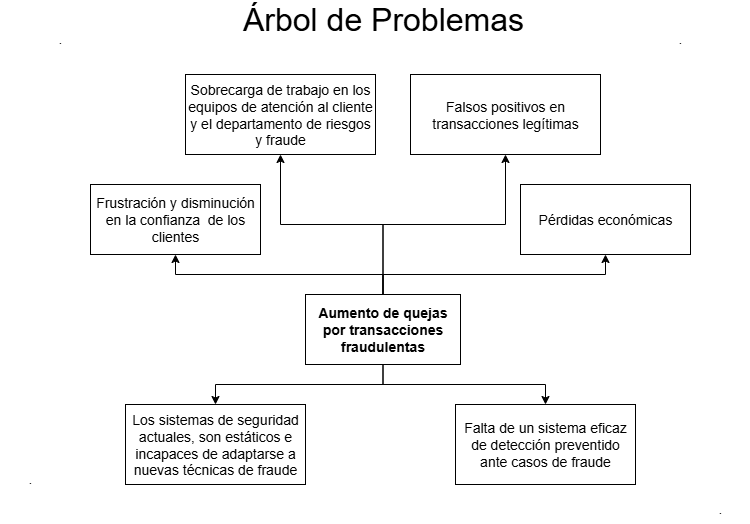 Árbol de Problemas
Sobrecarga de trabajo en los
equipos de atención al cliente
y el departamento de riesgos
y fraude
Falsos positivos en
transacciones legítimas
Frustración y disminución
en la confianza de los
clientes
Pérdidas económicas
Aumento de quejas
por transacciones
fraudulentas
Los sistemas de seguridad
actuales, son estáticos e
incapaces de adaptarse a
nuevas técnicas de fraude
Falta de un sistema eficaz
de detección preventido
ante casos de fraude